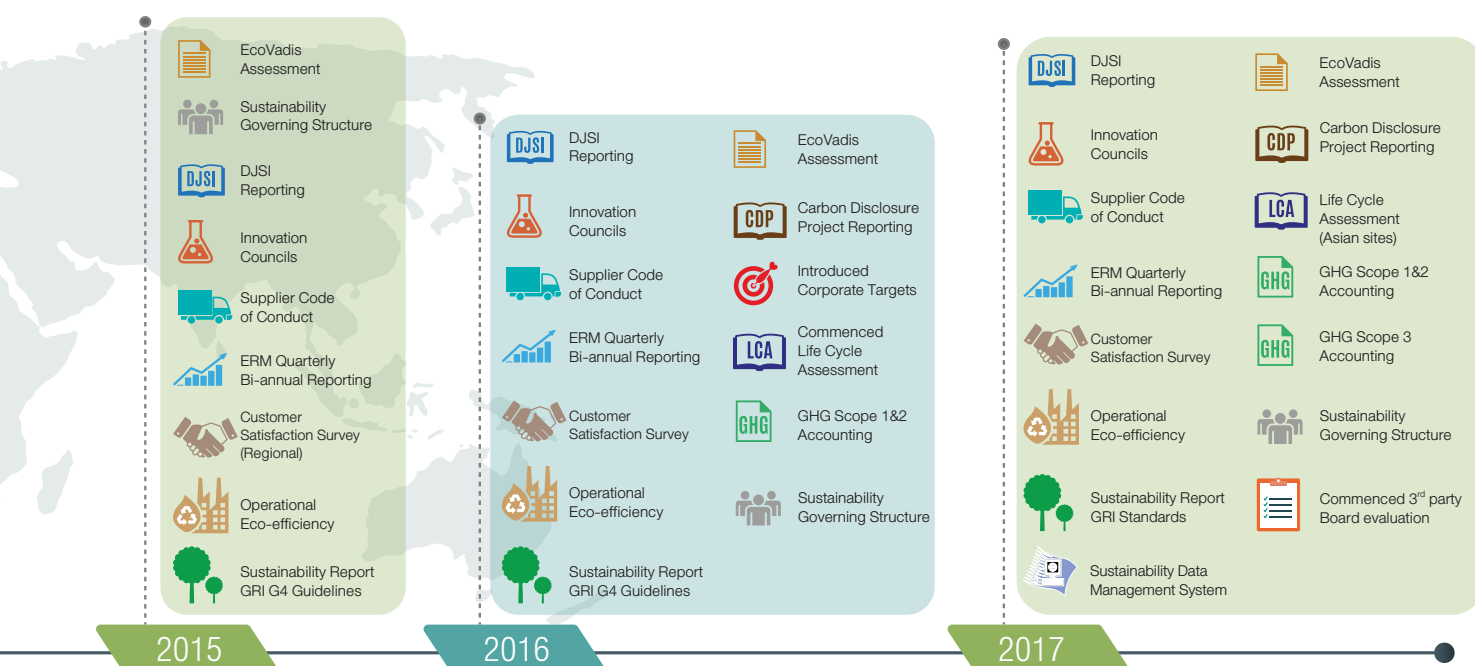 EcoVadis
Assessment
Sustainability
Governing Structure
DJSI
DJSI
Reporting
Innovation
Councils
Supplier Code
of Conduct
ERM Quarterly
Bi-annual Reporting
Customer
Satisfaction Survey
(Regional)
Operational
Eco-efficiency
Sustainability Report
GRI G4 Guidelines
2015
DJSI
DJSI
Reporting
Innovation
Councils
Supplier Code
of Conduct
ERM Quarterly
Bi-annual Reporting
Customer
Satisfaction Survey
Operational
Eco-efficiency
Sustainability Report
GRI G4 Guidelines
EcoVadis
Assessment
CDP
Carbon Disclosure
Project Reporting
Introduced
Corporate Targets
LCA
Commenced
Life Cycle
Assessment
GHG
GHG Scope 1&2
Accounting
Sustainability
Governing Structure
2016
DJSI
DJSI
Reporting
Innovation
Councils
Supplier Code
of Conduct
ERM Quarterly
Bi-annual Reporting
Customer
Satisfaction Survey
Operational
Eco-efficiency
Sustainability Report
GRI Standards
Sustainability Data
Management System
EcoVadis
Assessment
CDP
Carbon Disclosure
Project Reporting
LCA
Life Cycle
Assessment
(Asian sites)
GHG
GHG Scope 1&2
Accounting
GHG
GHG Scope 3
Accounting
Sustainability
Governing Structure
Commenced 3rd party
Board evaluation
2017